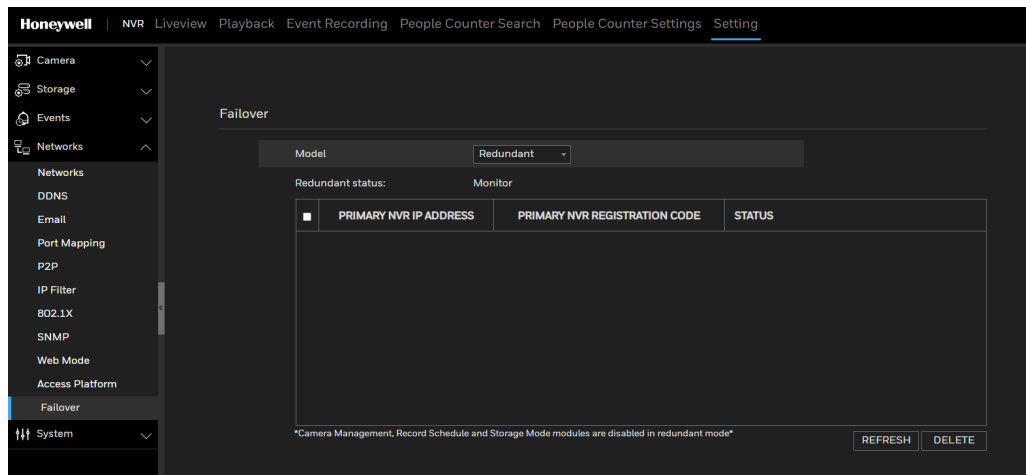 Honeywell | NVR Liveview Playback Event Recording People Counter Search People Counter Settings Setting
Camera
Storage
Events
Networks
Networks
DDNS
Email
Port Mapping
P2P
IP Filter
802.1X
SNMP
Web Mode
Access Platform
Failover
System
Failover
Model Redundant
Redundant status: Monitor
PRIMARY NVR IP ADDRESS PRIMARY NVR REGISTRATION CODE STATUS
*Camera Management, Record Schedule and Storage Mode modules are disabled in redundant mode*
REFRESH DELETE